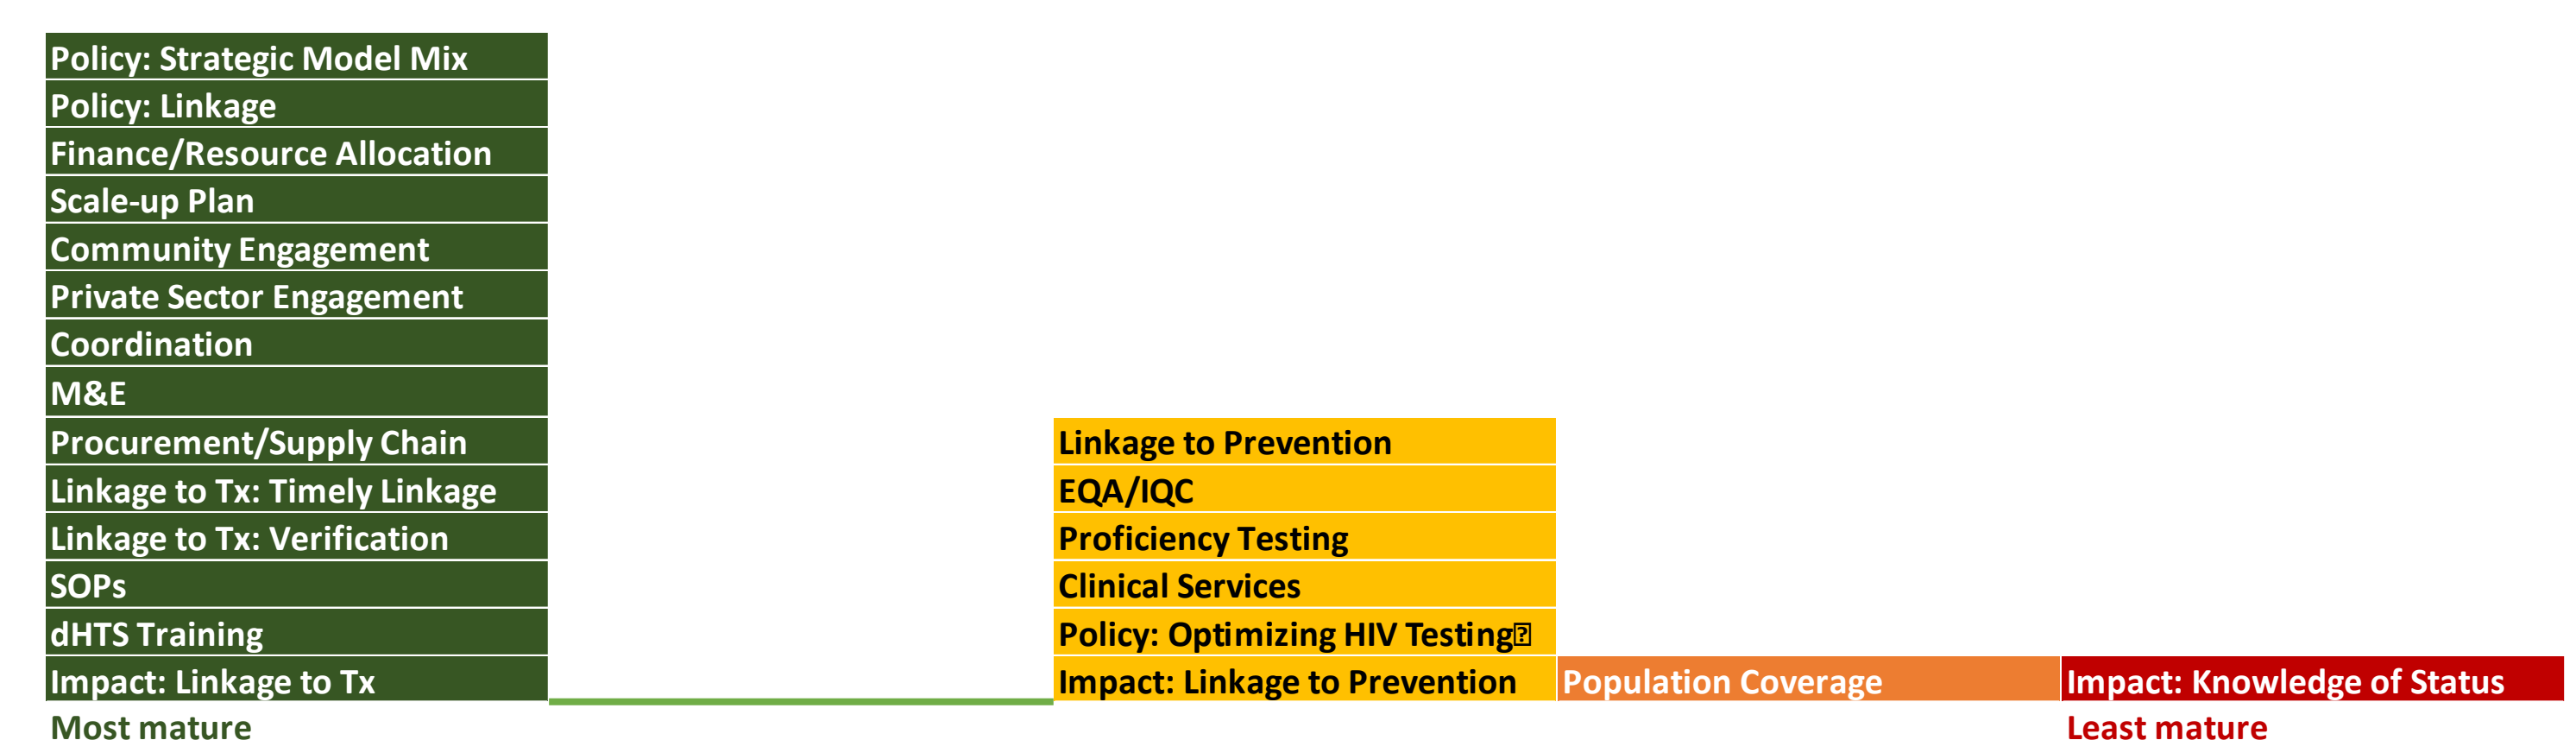 Policy: Strategic Model Mix
Policy: Linkage
Finance/Resource Allocation
Scale-up Plan
Community Engagement
Private Sector Engagement
Coordination
M&E
Procurement/Supply Chain
Linkage to Tx: Timely Linkage
Linkage to Tx: Verification
SOPs
dHTS Training
Impact: Linkage to Tx
Most mature
Linkage to Prevention
EQA/IQC
Proficiency Testing
Clinical Services
Policy: Optimizing HIV Testing⍰
Impact: Linkage to Prevention
Population Coverage
Impact: Knowledge of Status
Least mature